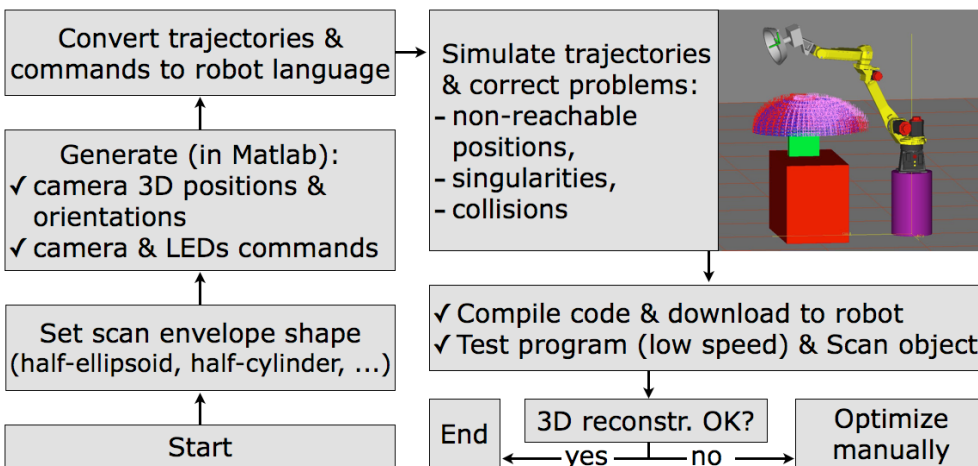 Start
Set scan envelope shape
(half-ellipsoid, half-cylinder, ...)
Generate (in Matlab):
✓ camera 3D positions &
orientations
✓ camera & LEDs commands
Convert trajectories &
commands to robot language
Simulate trajectories
& correct problems:
- non-reachable
positions,
- singularities,
- collisions
✓ Compile code & download to robot
✓ Test program (low speed) & Scan object
3D reconstr. OK?
yes
no
End
Optimize
manually